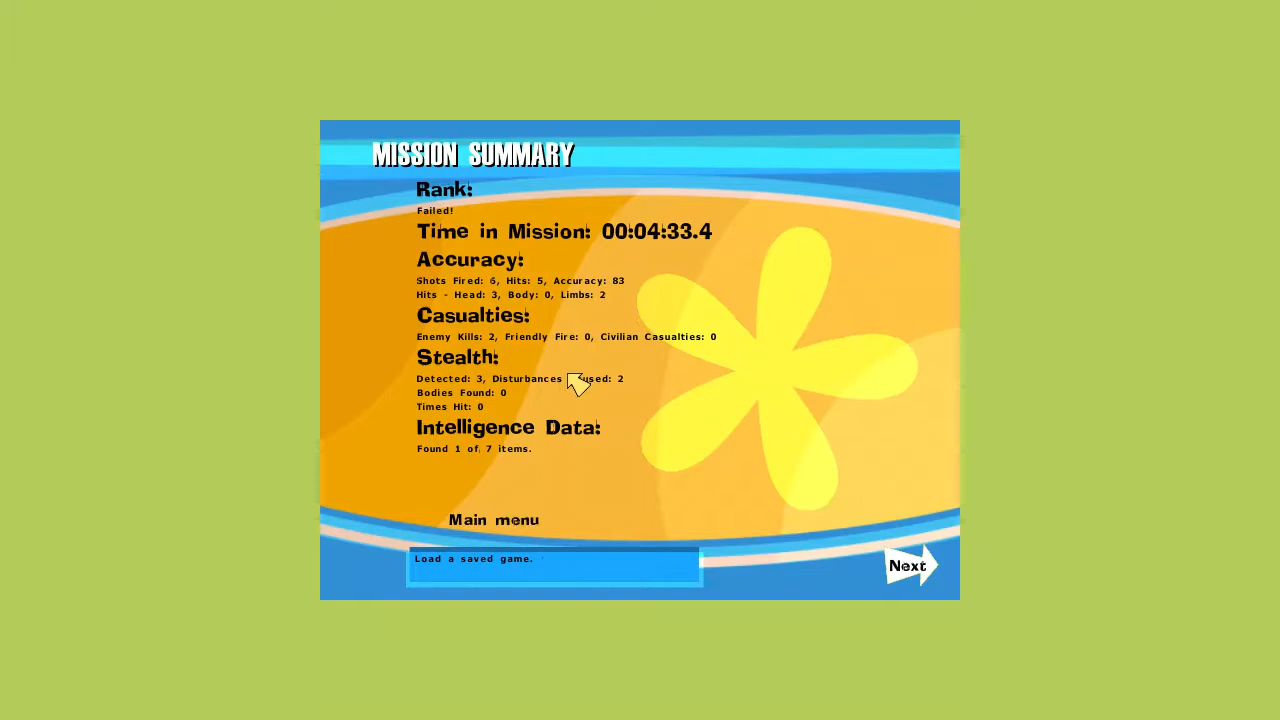 MISSION SUMMARY
Rank:
Failed!
Time in Mission: 00:04:33.4
Accuracy:
Shots Fired: 6, Hits: 5, Accuracy: 83
Hits - Head: 3, Body: 0, Limbs: 2
Casualties:
Enemy Kills: 2, Friendly Fire: 0, Civilian Casualties: 0
Stealth:
Detected: 3, Disturbances used: 2
Bodies Found: 0
Times Hit: 0
Intelligence Data:
Found 1 of 7 items.
Main menu
Load a saved game.
Next